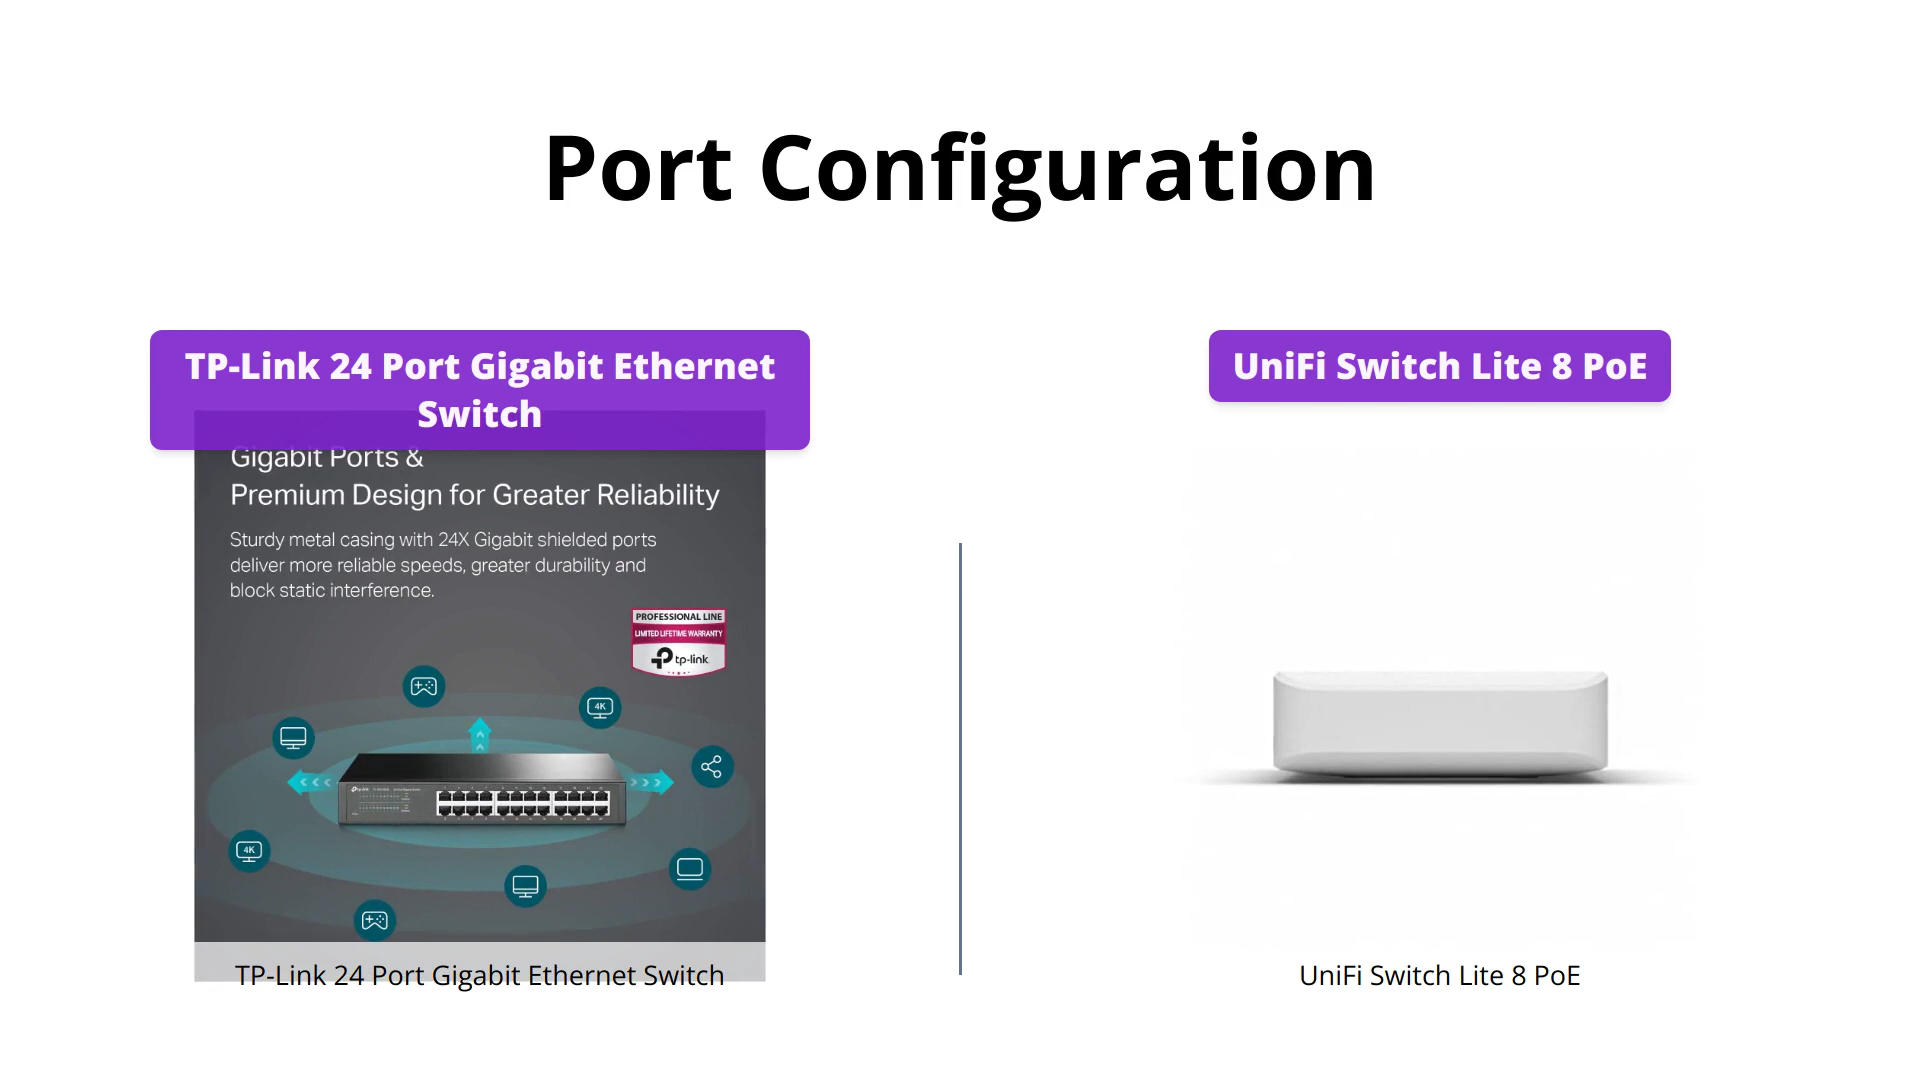 Port Configuration
TP-Link 24 Port Gigabit Ethernet
Switch
UniFi Switch Lite 8 PoE
Gigabit Ports &
Premium Design for Greater Reliability
Sturdy metal casing with 24X Gigabit shielded ports
deliver more reliable speeds, greater durability and
block static interference.
PROFESSIONAL LINE
LIMITED LIFETIME WARRANTY
tp-link
4K
4K
TP-Link 24 Port Gigabit Ethernet Switch
UniFi Switch Lite 8 PoE